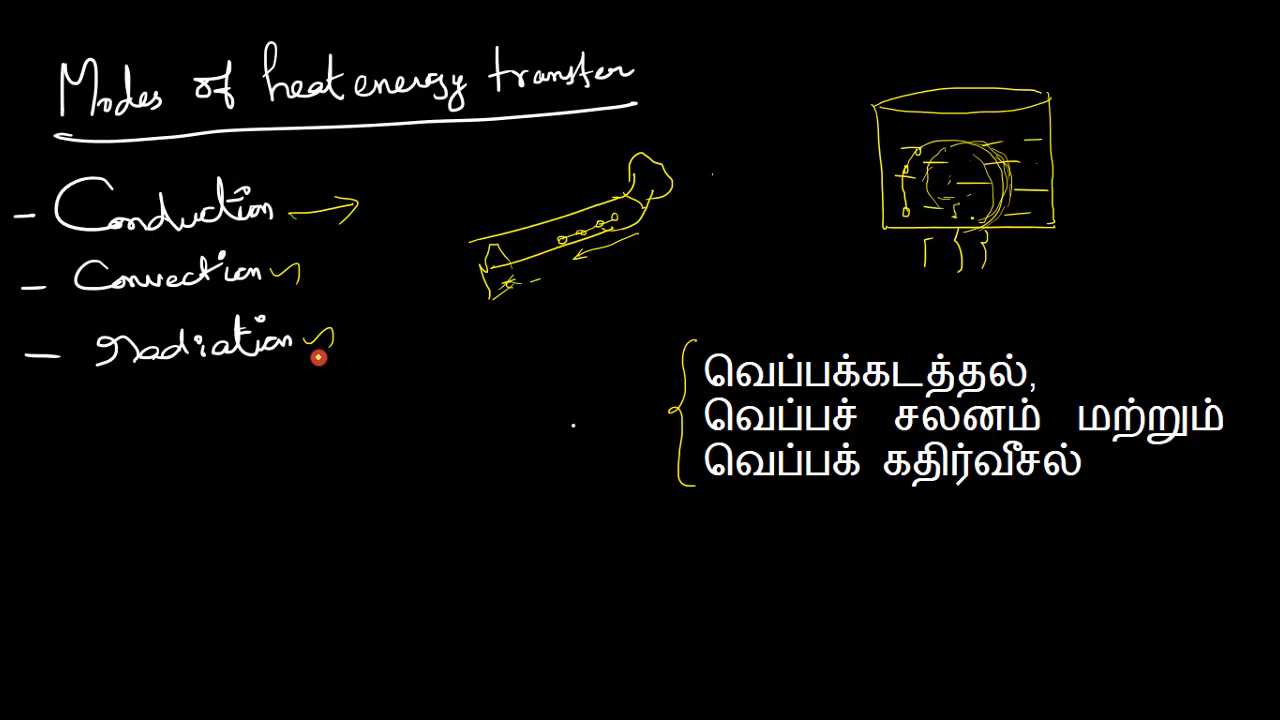 Modes of heat energy transfer
- Conduction →
- Convection
- radiation
வெப்பக்கடத்தல்,
வெப்பச் சலனம் மற்றும்
வெப்பக் கதிர்வீசல்